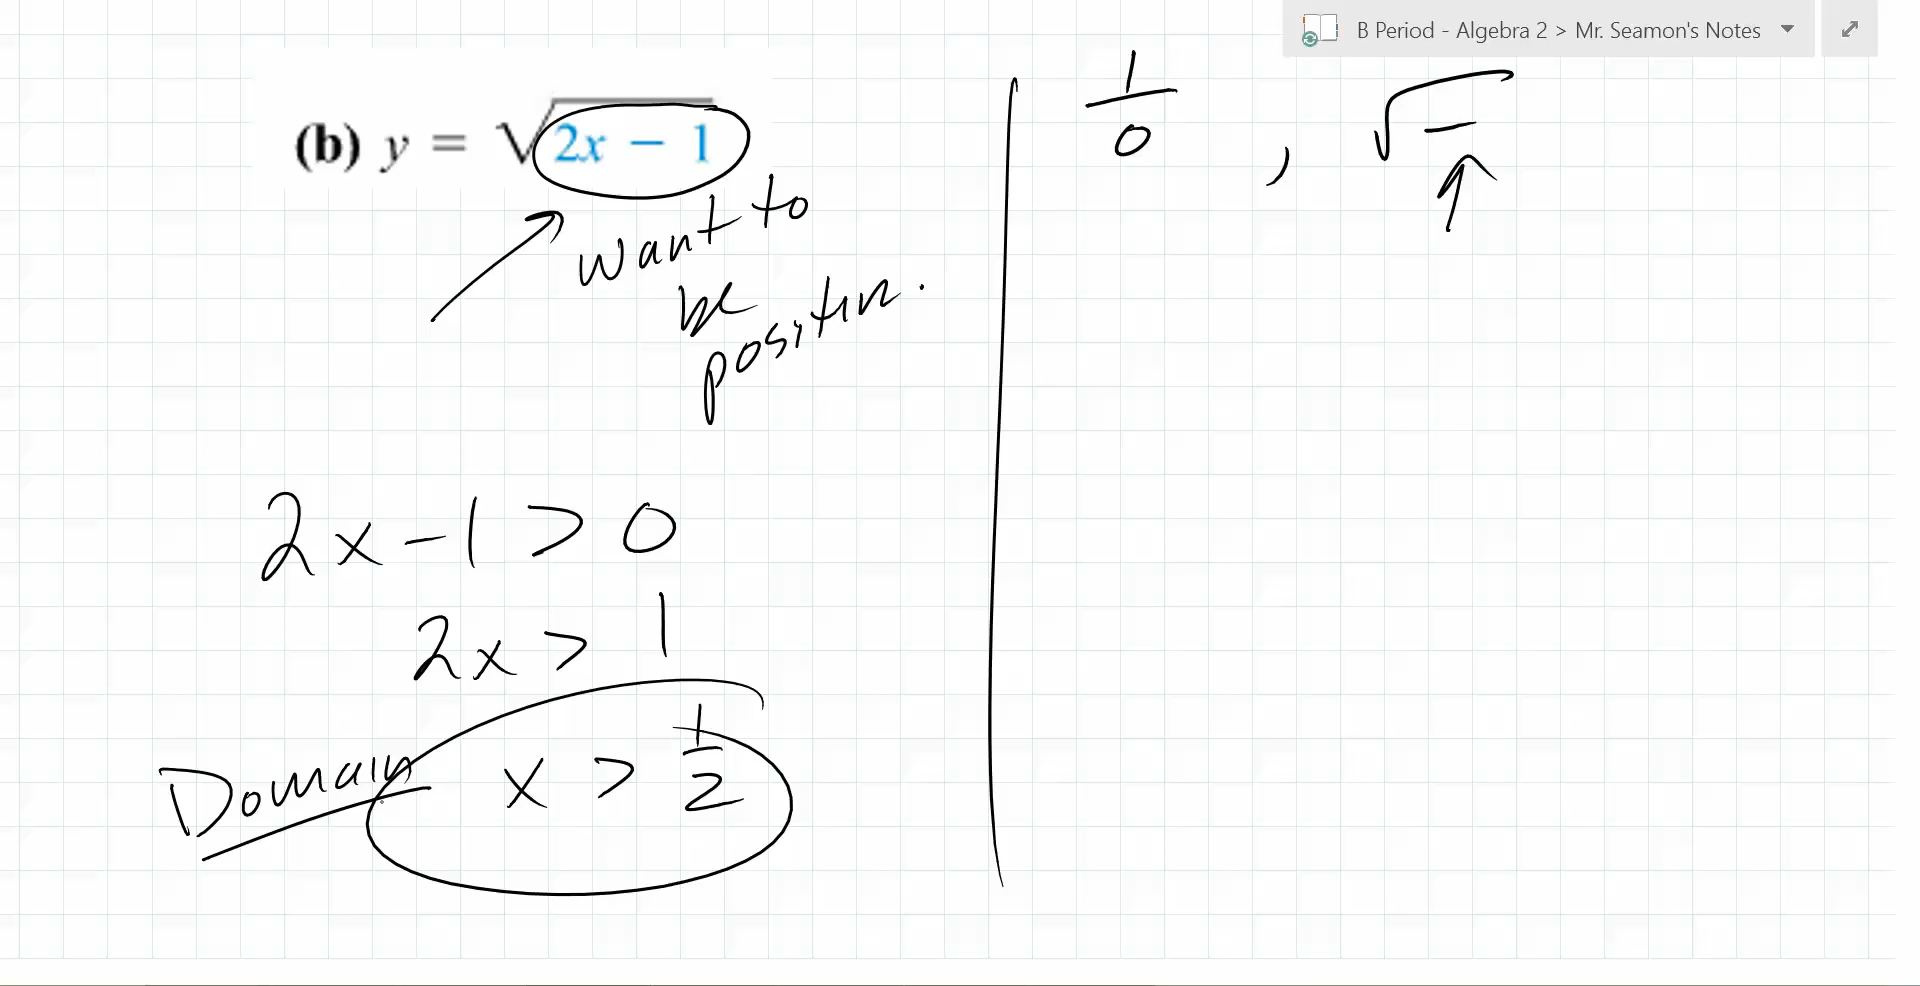 B Period - Algebra 2 > Mr. Seamon's Notes
(b) y = √(2x − 1)
want to
be
positive.
2x - 1 > 0
2x > 1
Domain x > 1/2
1/0 , √−